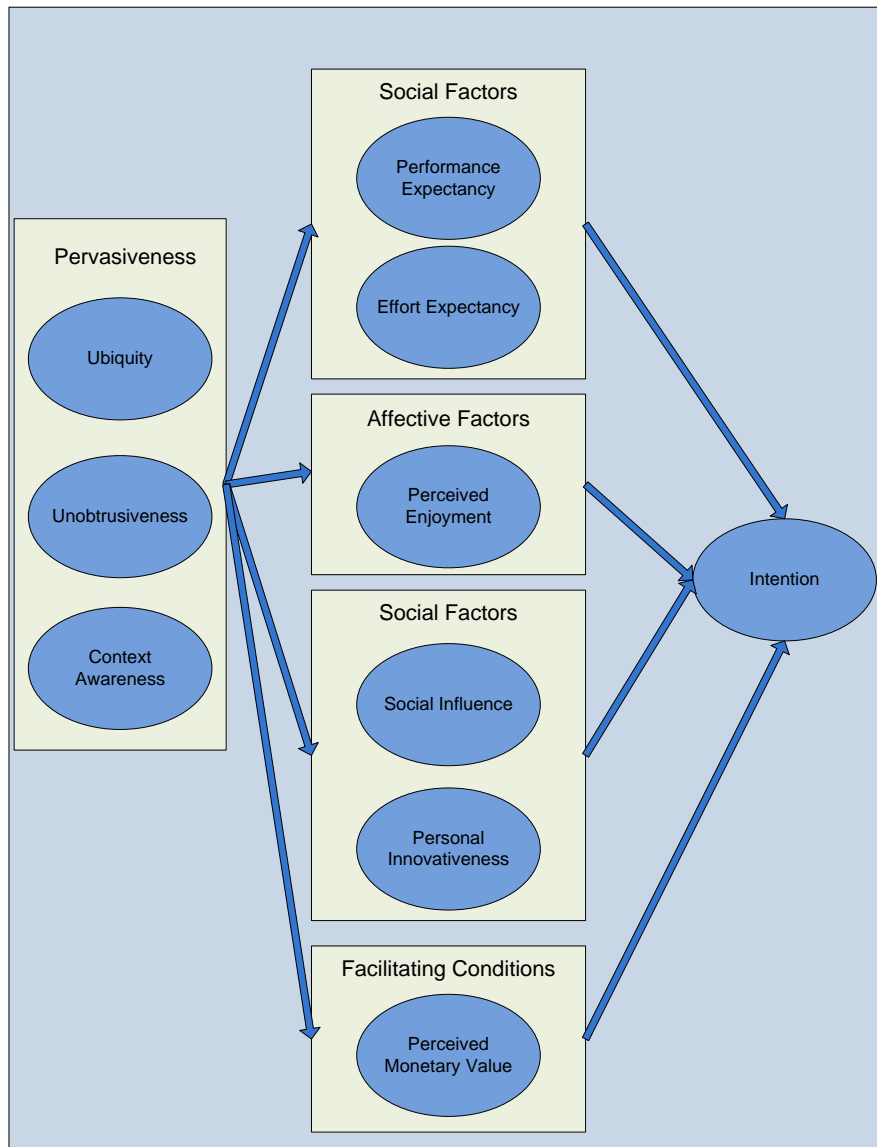 Pervasiveness
Ubiquity
Unobtrusiveness
Context
Awareness
Social Factors
Performance
Expectancy
Effort Expectancy
Affective Factors
Perceived
Enjoyment
Social Factors
Social Influence
Personal
Innovativeness
Facilitating Conditions
Perceived
Monetary Value
Intention